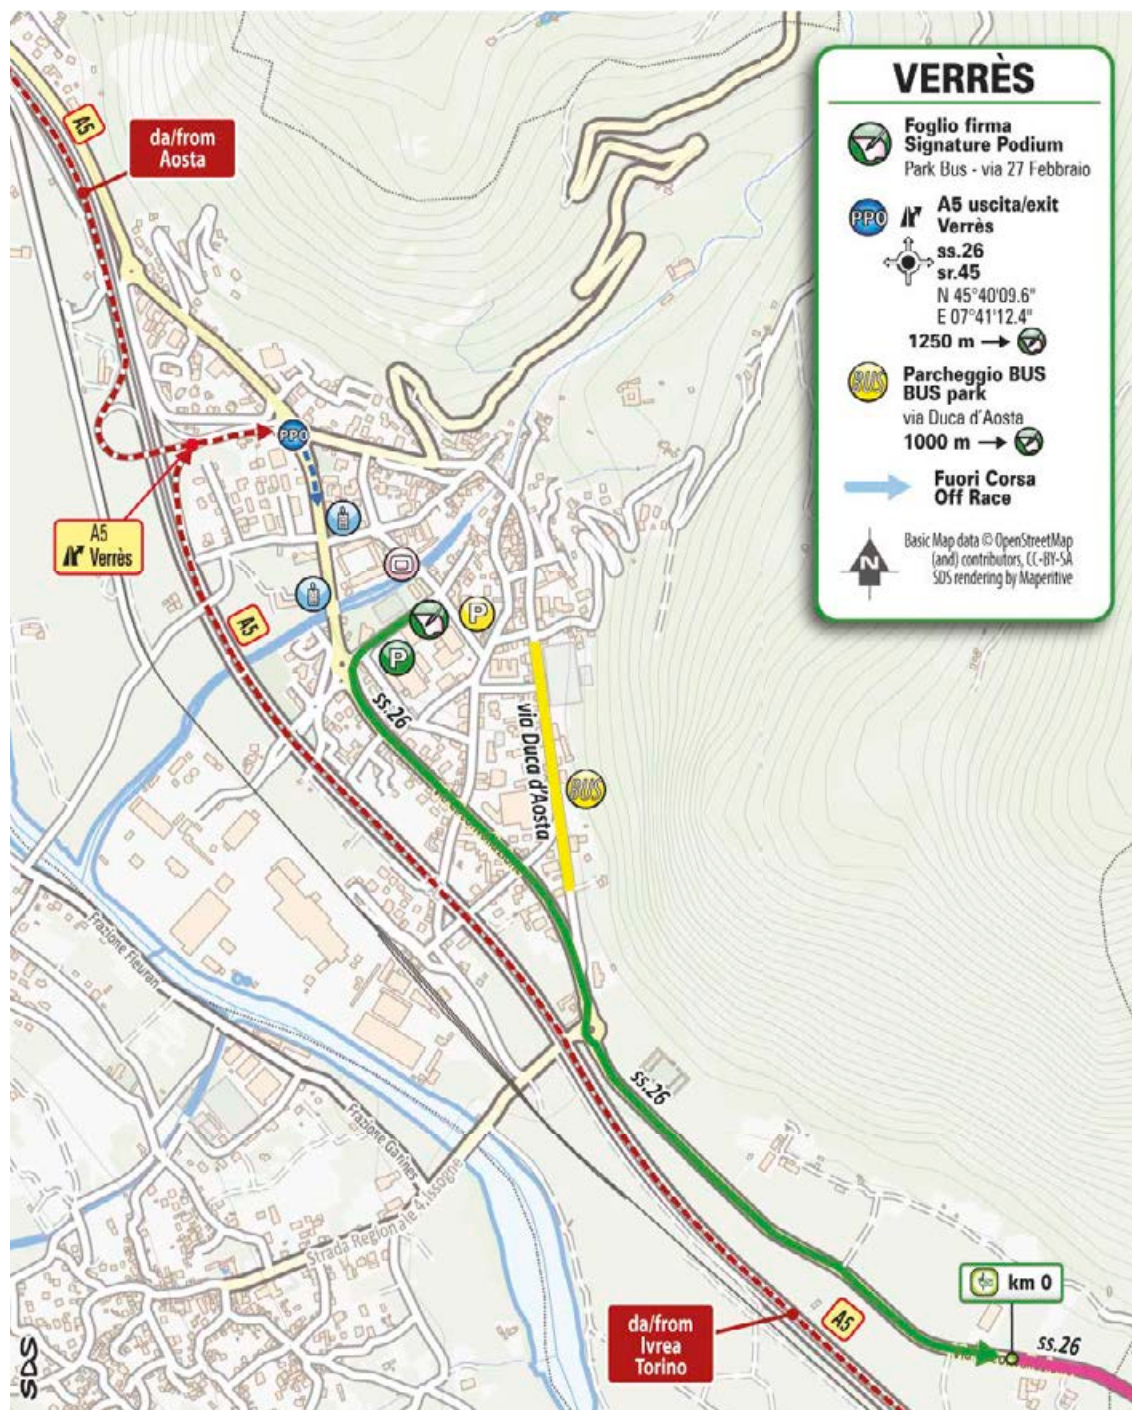 VERRÈS
Foglio firma
Signature Podium
Park Bus - via 27 Febbraio
PPO
A5 uscita/exit
Verrès
ss.26
sr.45
N 45°40'09.6"
E 07°41'12.4"
1250 m
BUS
Parcheggio BUS
BUS park
via Duca d'Aosta
1000 m
Fuori Corsa
Off Race
N
Basic Map data © OpenStreetMap
(and) contributors, CC-BY-SA
SDS rendering by Maperitive
A5
da/from
Aosta
PPO
A5
Verrès
A5
P
P
ss.26
via Duca d'Aosta
BUS
Frazione Fleuran
ss.26
Frazione Garines
Strada Regionale 4 Issogne
km 0
da/from
Ivrea
Torino
A5
ss.26
SDS